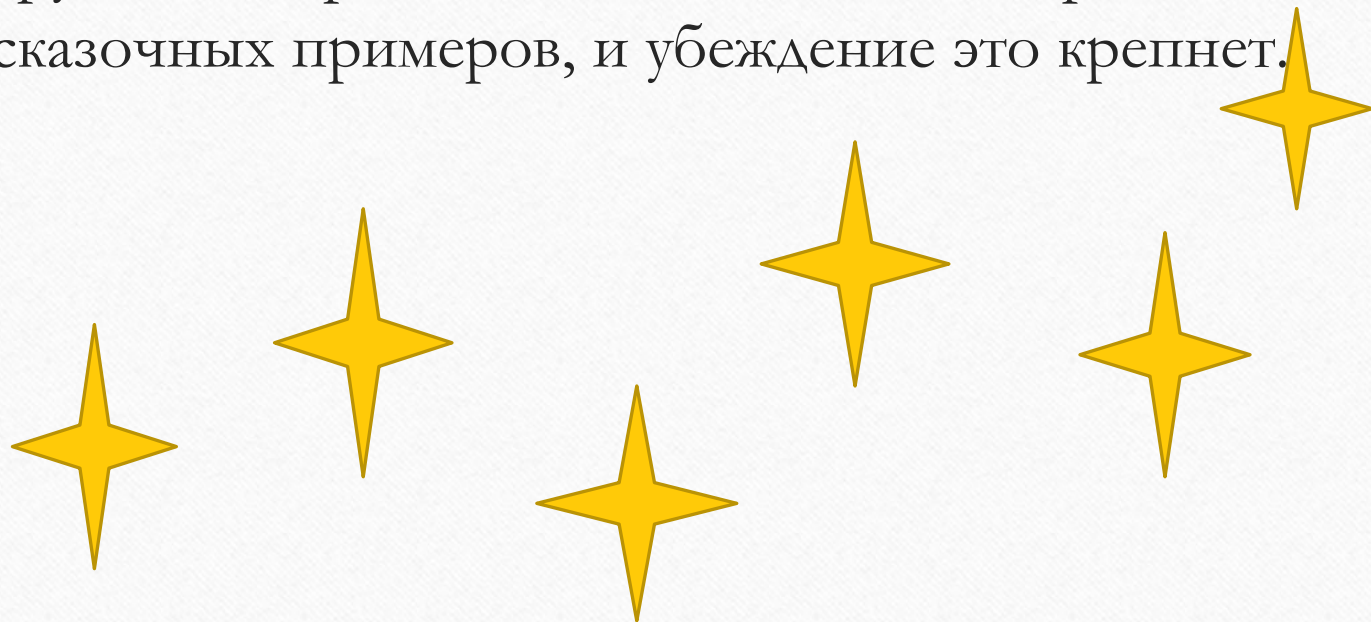 сказочных примеров, и убеждение это крепнет.